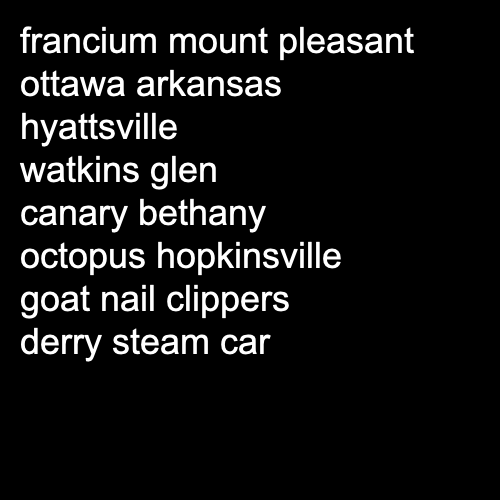 francium mount pleasant
ottawa arkansas
hyattsville
watkins glen
canary bethany
octopus hopkinsville
goat nail clippers
derry steam car